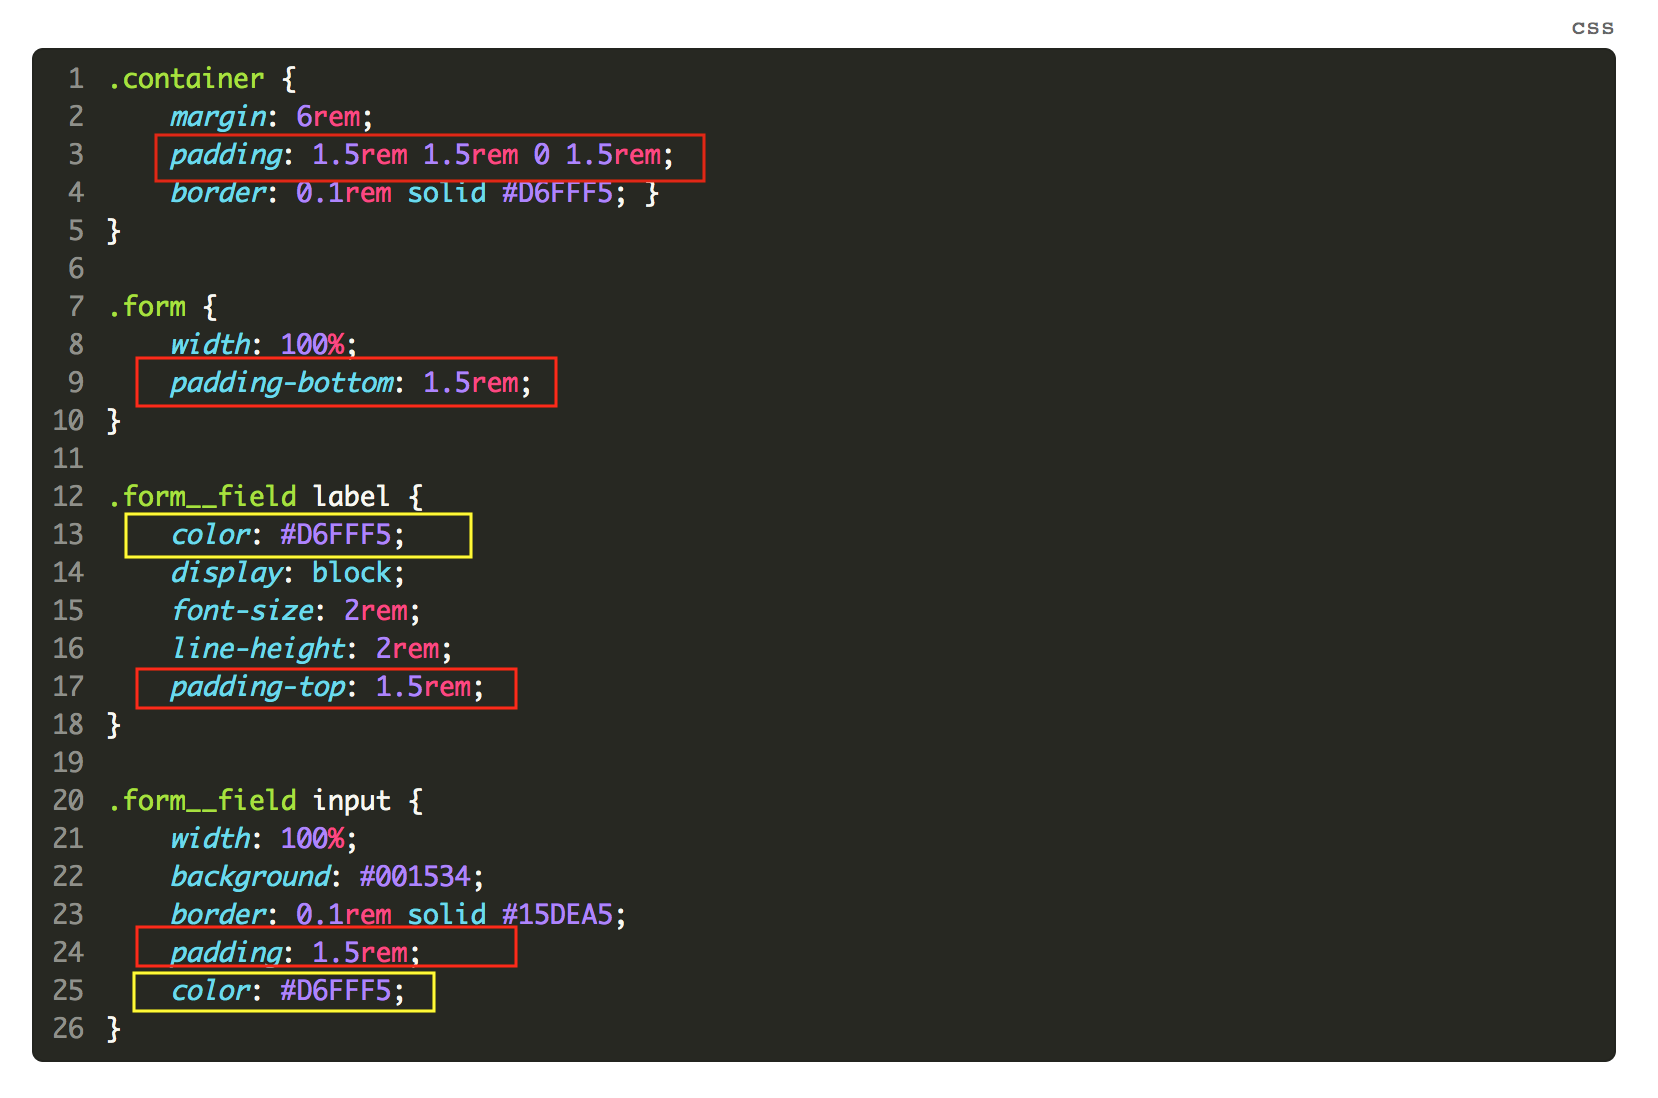 CSS
1 .container {
2     margin: 6rem;
3     padding: 1.5rem 1.5rem 0 1.5rem;
4     border: 0.1rem solid #D6FFF5; }
5 }
6
7 .form {
8     width: 100%;
9     padding-bottom: 1.5rem;
10 }
11
12 .form__field label {
13     color: #D6FFF5;
14     display: block;
15     font-size: 2rem;
16     line-height: 2rem;
17     padding-top: 1.5rem;
18 }
19
20 .form__field input {
21     width: 100%;
22     background: #001534;
23     border: 0.1rem solid #15DEA5;
24     padding: 1.5rem;
25     color: #D6FFF5;
26 }